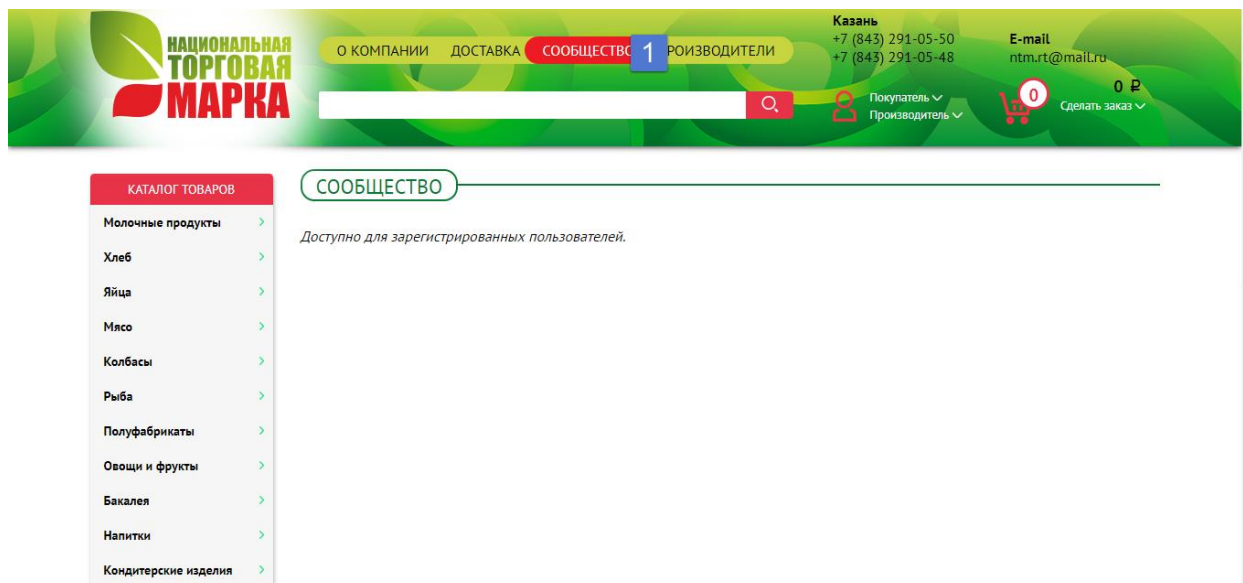 НАЦИОНАЛЬНАЯ
ТОРГОВАЯ
МАРКА
О КОМПАНИИ ДОСТАВКА СООБЩЕСТВО 1 РОИЗВОДИТЕЛИ
Казань
+7 (843) 291-05-50
+7 (843) 291-05-48
E-mail
ntm.rt@mail.ru
Покупатель
Производитель
0
0 ₽
Сделать заказ
КАТАЛОГ ТОВАРОВ
Молочные продукты
Хлеб
Яйца
Мясо
Колбасы
Рыба
Полуфабрикаты
Овощи и фрукты
Бакалея
Напитки
Кондитерские изделия
СООБЩЕСТВО
Доступно для зарегистрированных пользователей.